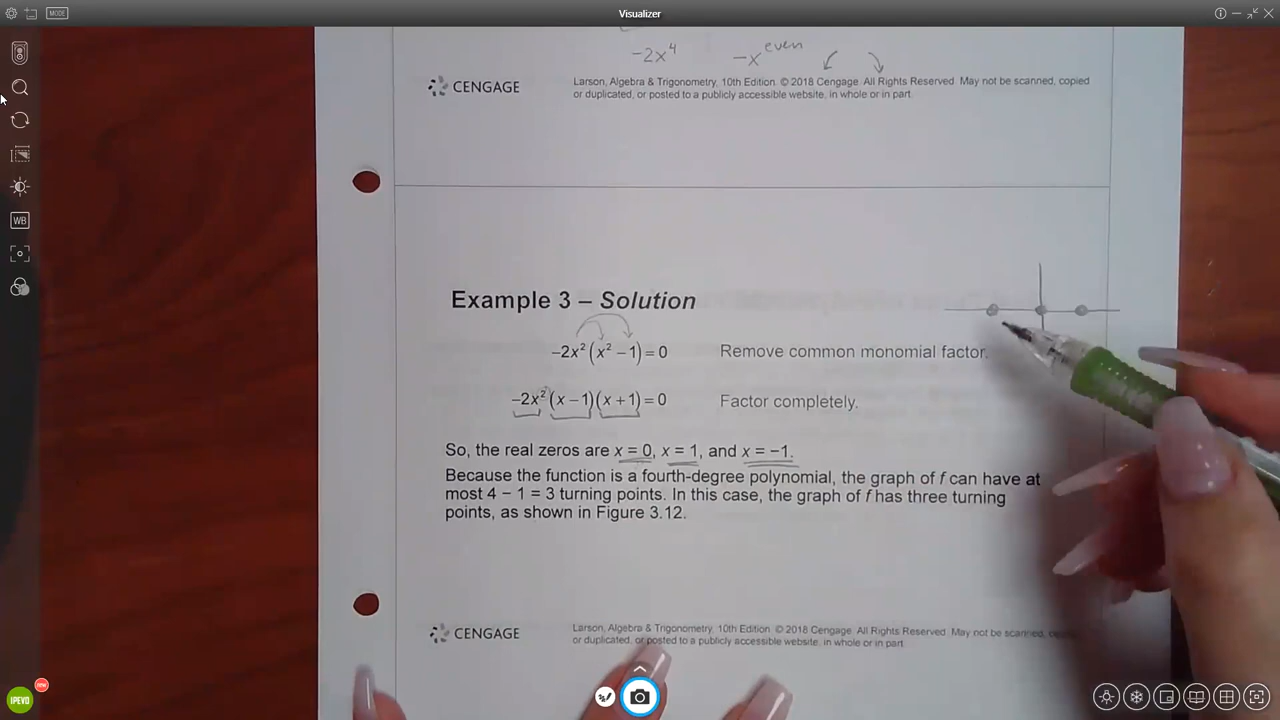 MODE
Visualizer
-2x⁴ -x^even
CENGAGE
Larson, Algebra & Trigonometry, 10th Edition. © 2018 Cengage. All Rights Reserved. May not be scanned, copied
or duplicated, or posted to a publicly accessible website, in whole or in part.
Example 3 – Solution
–2x²(x² – 1) = 0 Remove common monomial factor.
–2x²(x – 1)(x + 1) = 0 Factor completely.
So, the real zeros are x = 0, x = 1, and x = –1.
Because the function is a fourth-degree polynomial, the graph of f can have at
most 4 – 1 = 3 turning points. In this case, the graph of f has three turning
points, as shown in Figure 3.12.
CENGAGE
Larson, Algebra & Trigonometry, 10th Edition. © 2018 Cengage. All Rights Reserved. May not be scanned,
or duplicated, or posted to a publicly accessible website, in whole or in part.
WB
IPEVO
new